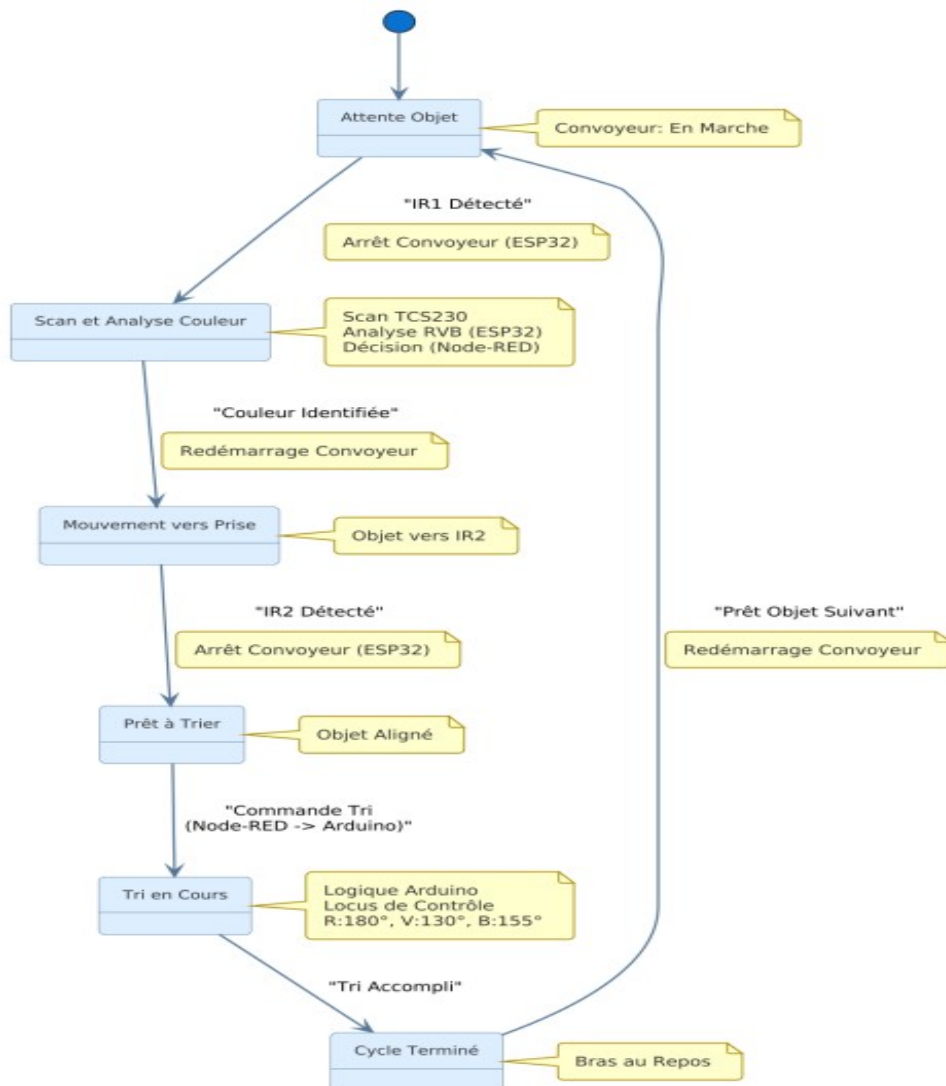 Attente Objet
Convoyeur: En Marche
"IR1 Détecté"
Arrêt Convoyeur (ESP32)
Scan et Analyse Couleur
Scan TCS230
Analyse RVB (ESP32)
Décision (Node-RED)
"Couleur Identifiée"
Redémarrage Convoyeur
Mouvement vers Prise
Objet vers IR2
"IR2 Détecté"
Arrêt Convoyeur (ESP32)
"Prêt Objet Suivant"
Redémarrage Convoyeur
Prêt à Trier
Objet Aligné
"Commande Tri
(Node-RED -> Arduino)"
Tri en Cours
Logique Arduino
Locus de Contrôle
R:180°, V:130°, B:155°
"Tri Accompli"
Cycle Terminé
Bras au Repos